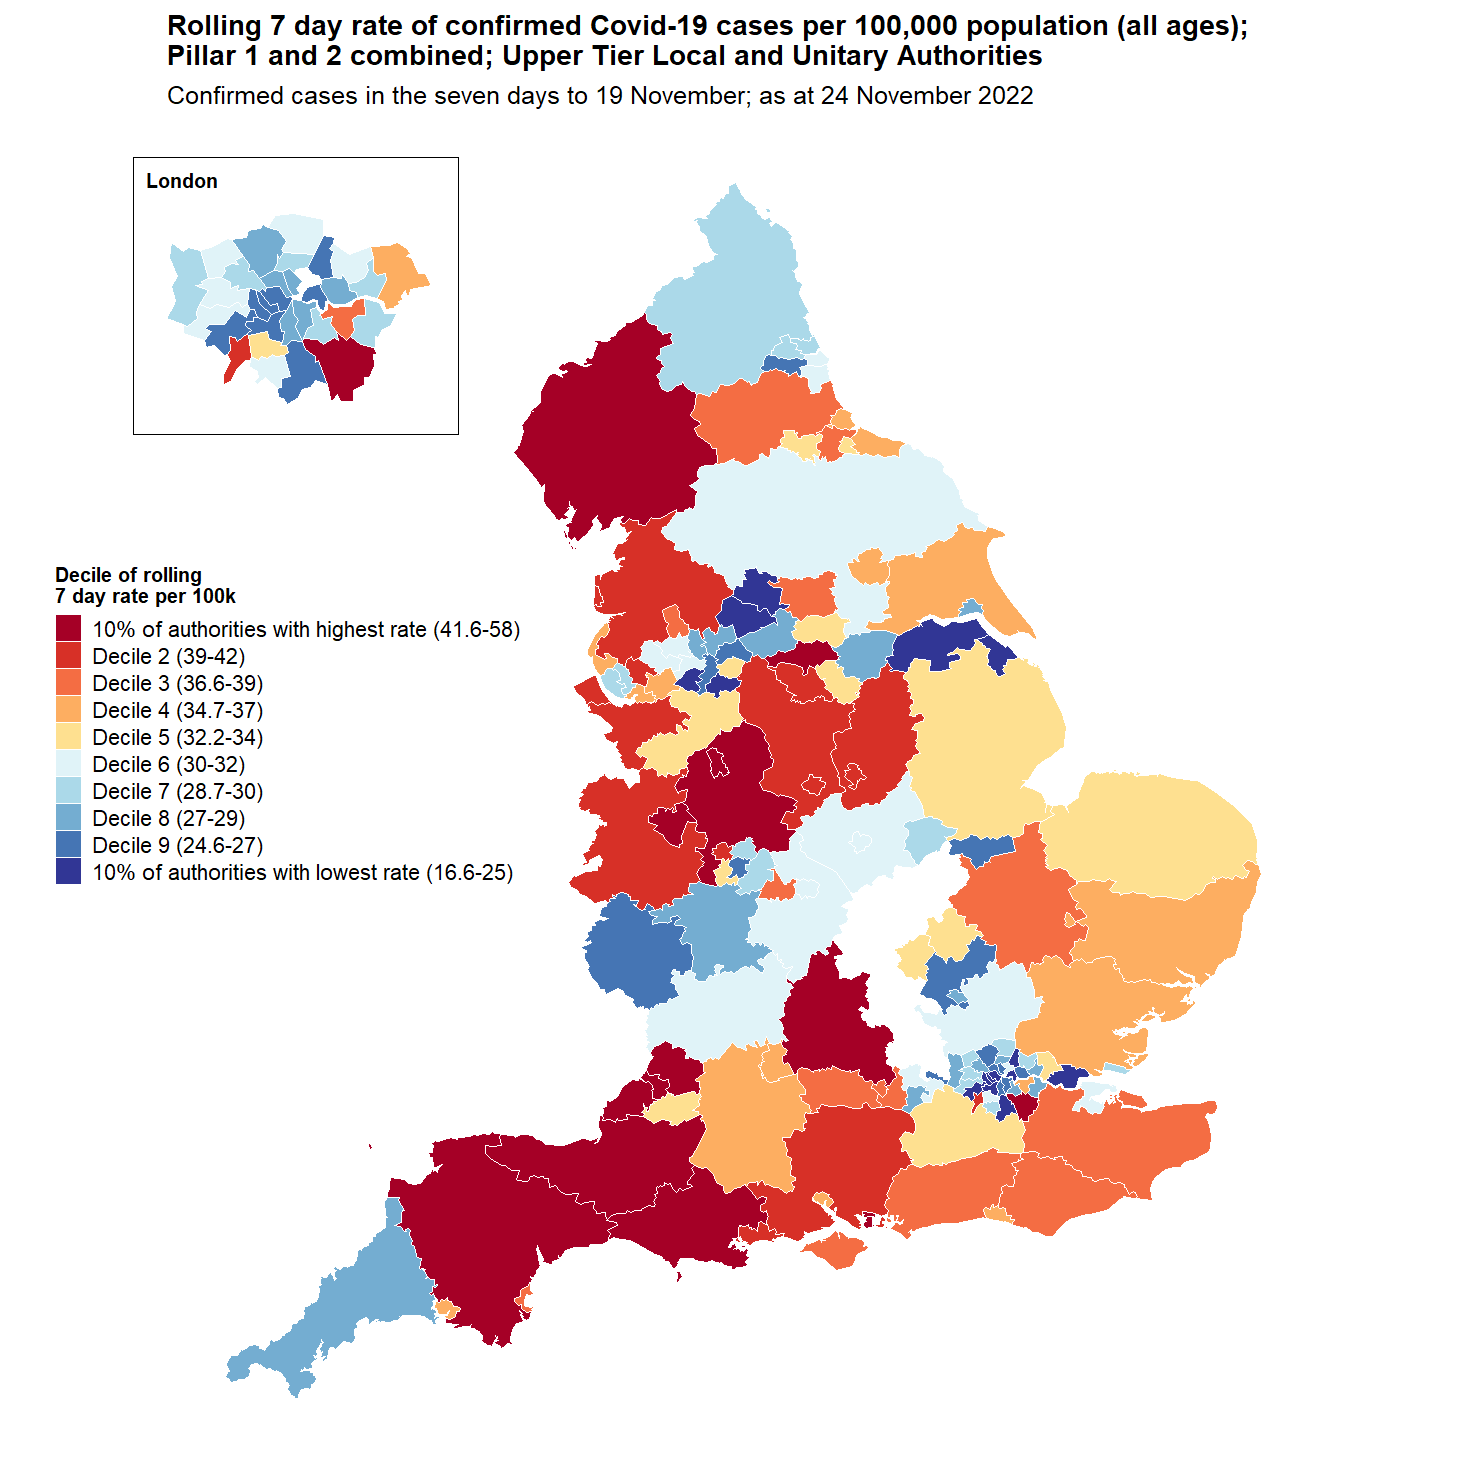 Rolling 7 day rate of confirmed Covid-19 cases per 100,000 population (all ages);
Pillar 1 and 2 combined; Upper Tier Local and Unitary Authorities
Confirmed cases in the seven days to 19 November; as at 24 November 2022
London
Decile of rolling
7 day rate per 100k
10% of authorities with highest rate (41.6-58)
Decile 2 (39-42)
Decile 3 (36.6-39)
Decile 4 (34.7-37)
Decile 5 (32.2-34)
Decile 6 (30-32)
Decile 7 (28.7-30)
Decile 8 (27-29)
Decile 9 (24.6-27)
10% of authorities with lowest rate (16.6-25)